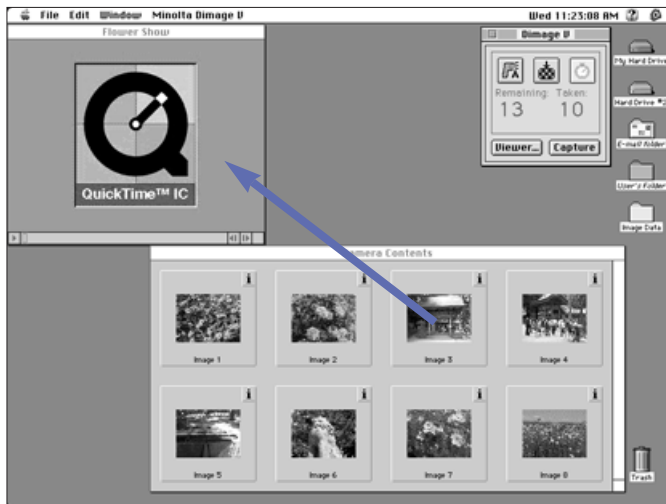 File Edit Window Minolta Dimage V
Wed 11:23:08 AM
Flower Show
QuickTime™ IC
Dimage V
Remaining: Taken:
13 10
Viewer... Capture
My Hard Drive
Hard Drive #2
E-mail Folder
User's Folder
Image Data
Camera Contents
Image 1 Image 2 Image 3 Image 4
Image 5 Image 6 Image 7 Image 8
Trash